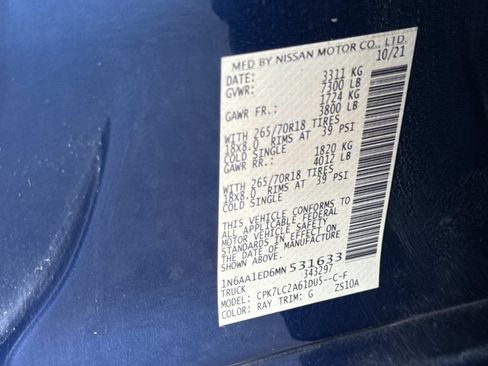 MFD BY NISSAN MOTOR CO., LTD.
DATE: 10/21
GVWR: 3311 KG
7300 LB
GAWR FR.: 1724 KG
3800 LB
WITH 265/70R18 TIRES
18X8.0 RIMS AT 39 PSI
COLD SINGLE
GAWR RR.: 1820 KG
4012 LB
WITH 265/70R18 TIRES
18X8.0 RIMS AT 39 PSI
COLD SINGLE
THIS VEHICLE CONFORMS TO
ALL APPLICABLE FEDERAL
MOTOR VEHICLE SAFETY
STANDARDS IN EFFECT ON
THE DATE OF MANUFACTURE
SHOWN ABOVE.
1N6AA1ED6MN531633
TRUCK 343297
MODEL: CPK7LC2A61DUS--C-F
COLOR: RAY TRIM: G ZS10A